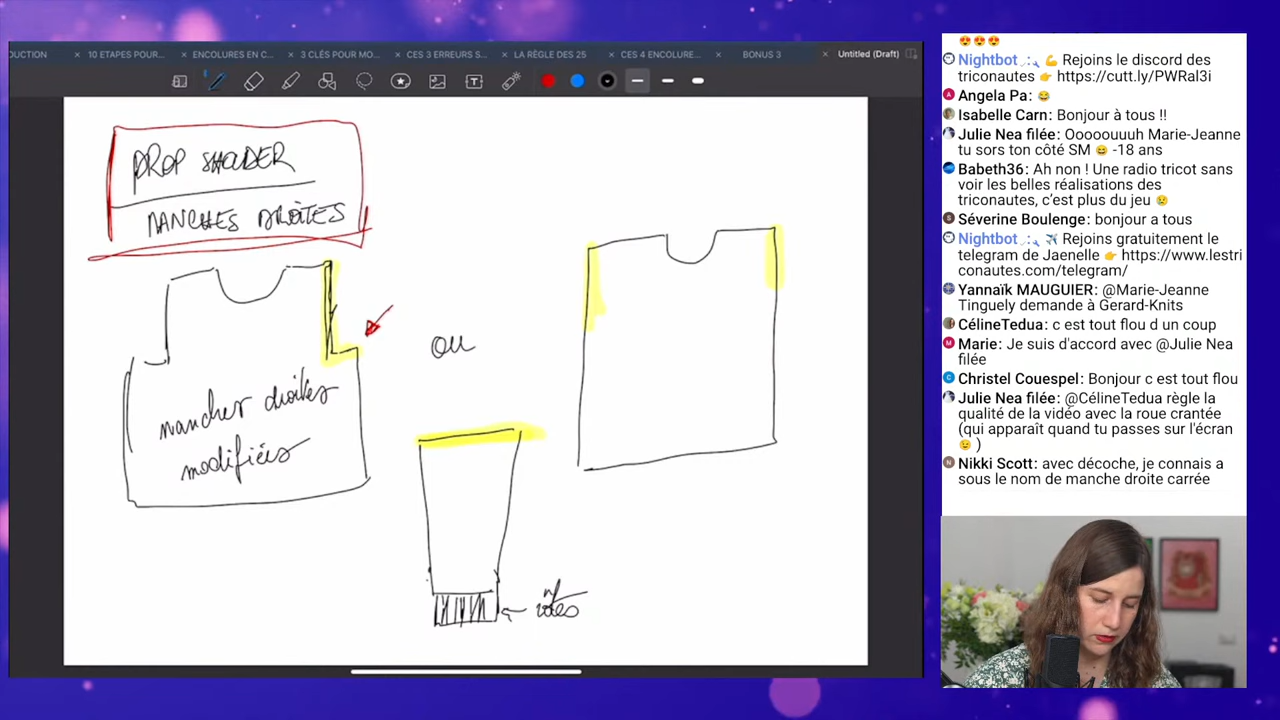 DUCTION
10 ETAPES POUR...
ENCOLURES EN C...
3 CLÉS POUR MO...
CES 3 ERREURS S...
LA RÈGLE DES 25
CES 4 ENCOLURE...
BONUS 3
Untitled (Draft)
DROP SHOUDER
MANCHES DROITES
manches droites
modifiées
ou
Nightbot : 💪 Rejoins le discord des
triconautes 👉 https://cutt.ly/PWRal3i
Angela Pa: 😂
Isabelle Carn: Bonjour à tous !!
Julie Nea filée: Ooooouuh Marie-Jeanne
tu sors ton côté SM 😄 -18 ans
Babeth36: Ah non ! Une radio tricot sans
voir les belles réalisations des
triconautes, c’est plus du jeu 😢
Séverine Boulenge: bonjour a tous
Nightbot : ✈️ Rejoins gratuitement le
telegram de Jaenelle 👉 https://www.lestri
conautes.com/telegram/
Yannaïk MAUGUIER: @Marie-Jeanne
Tinguely demande à Gerard-Knits
CélineTedua: c est tout flou d un coup
Marie: Je suis d'accord avec @Julie Nea
filée
Christel Couespel: Bonjour c est tout flou
Julie Nea filée: @CélineTedua règle la
qualité de la vidéo avec la roue crantée
(qui apparaît quand tu passes sur l'écran
😉 )
Nikki Scott: avec décoche, je connais a
sous le nom de manche droite carrée